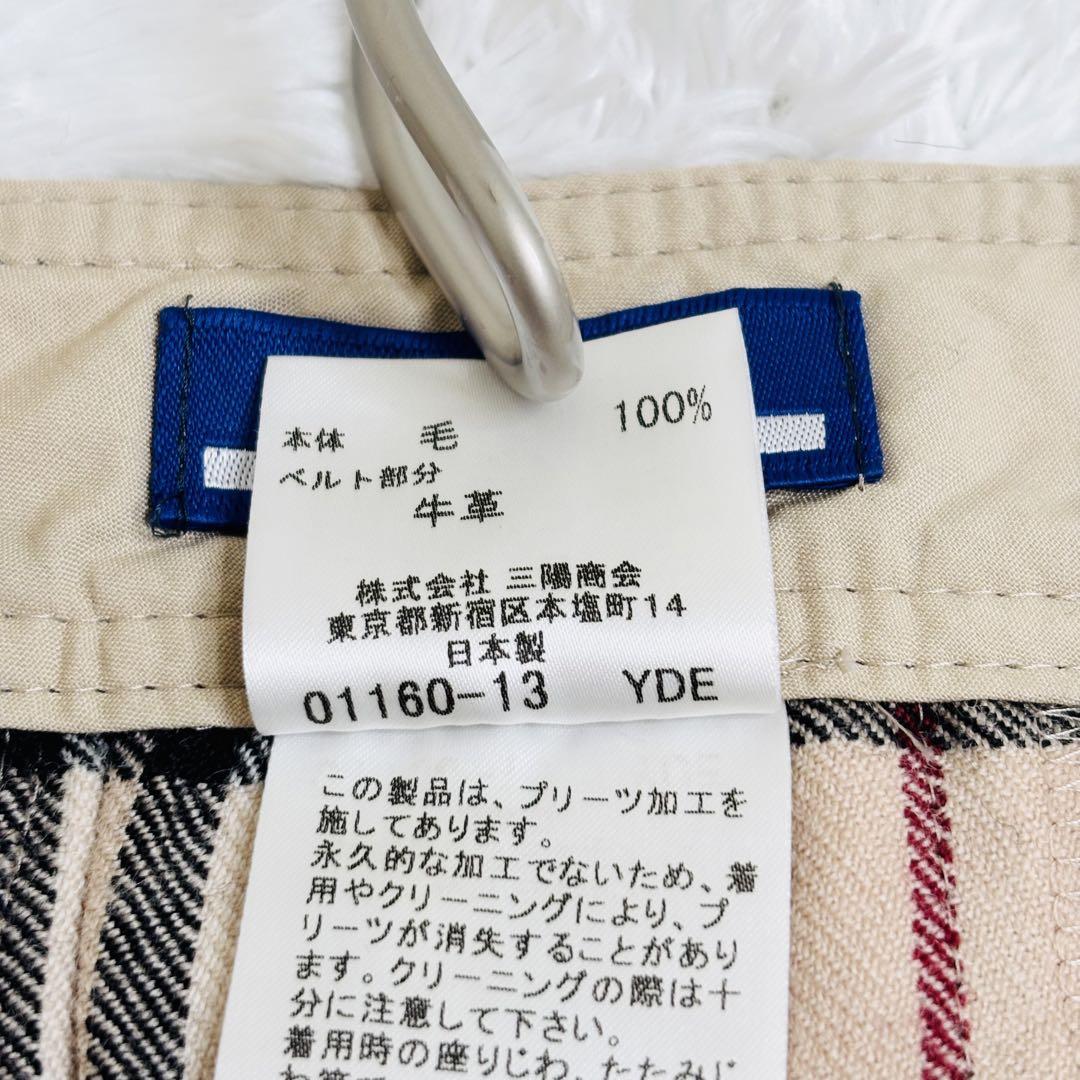 本体 毛 100%
ベルト部分
牛革
株式会社 三陽商会
東京都新宿区本塩町14
日本製
01160-13 YDE
この製品は、プリーツ加工を
施してあります。
永久的な加工でないため、着
用やクリーニングにより、プ
リーツが消失することがあり
ます。クリーニングの際は十
分に注意して下さい。
着用時の座りじわ、たたみじ